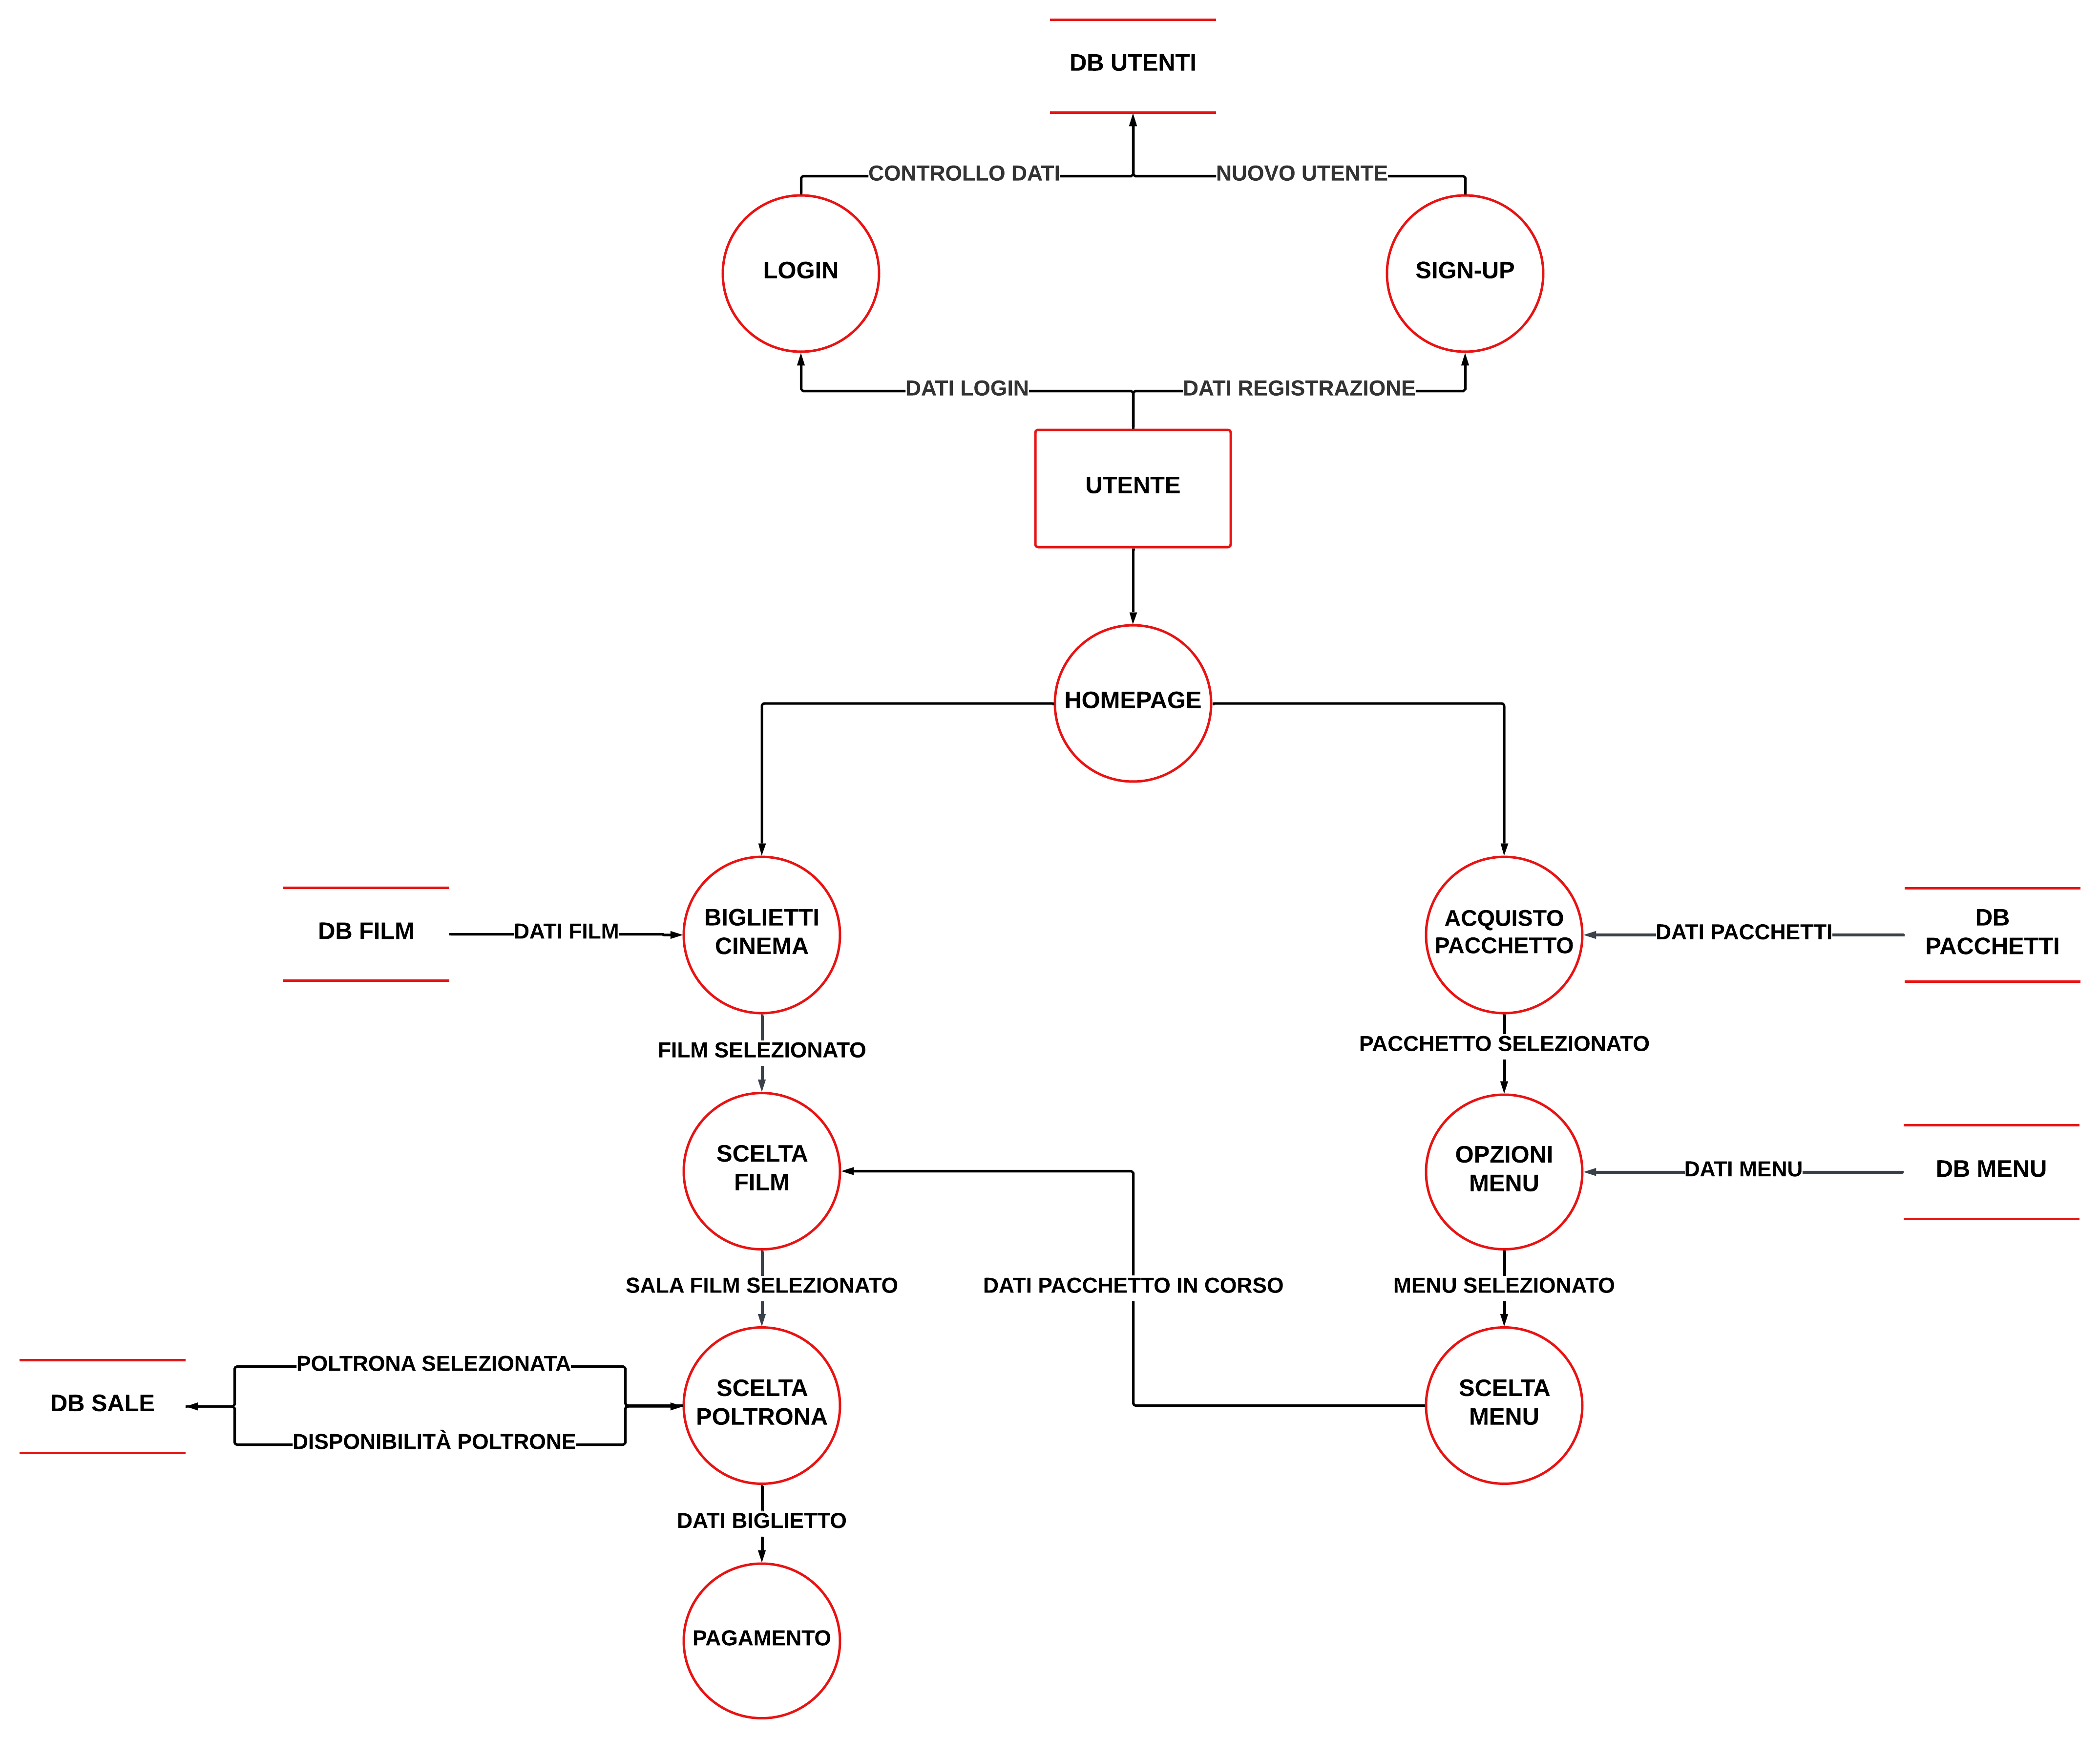 DB UTENTI
CONTROLLO DATI
NUOVO UTENTE
LOGIN
SIGN-UP
DATI LOGIN
DATI REGISTRAZIONE
UTENTE
HOMEPAGE
DB FILM
DATI FILM
BIGLIETTI
CINEMA
ACQUISTO
PACCHETTO
DATI PACCHETTI
DB
PACCHETTI
FILM SELEZIONATO
PACCHETTO SELEZIONATO
SCELTA
FILM
OPZIONI
MENU
DATI MENU
DB MENU
SALA FILM SELEZIONATO
DATI PACCHETTO IN CORSO
MENU SELEZIONATO
DB SALE
POLTRONA SELEZIONATA
DISPONIBILITÀ POLTRONE
SCELTA
POLTRONA
SCELTA
MENU
DATI BIGLIETTO
PAGAMENTO